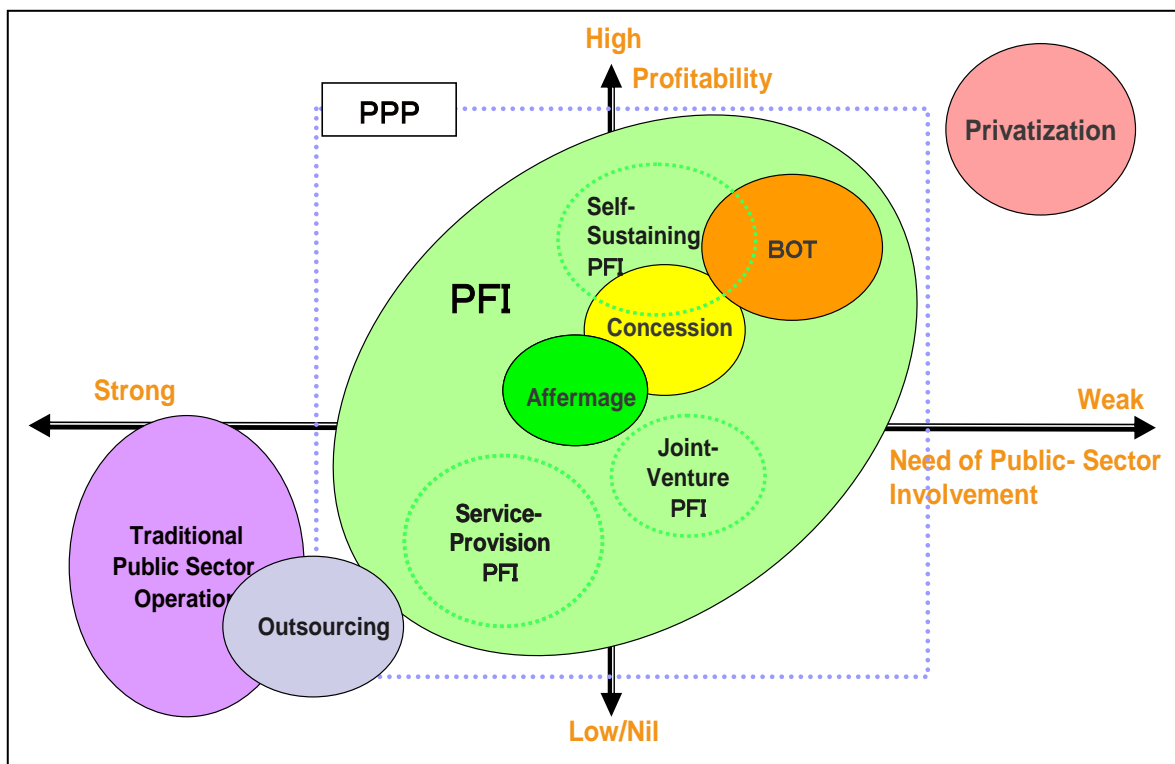 High
Profitability
PPP
Privatization
Self-
Sustaining
PFI
BOT
PFI
Concession
Affermage
Strong
Weak
Need of Public- Sector
Involvement
Joint-
Venture
PFI
Service-
Provision
PFI
Traditional
Public Sector
Operation
Outsourcing
Low/Nil